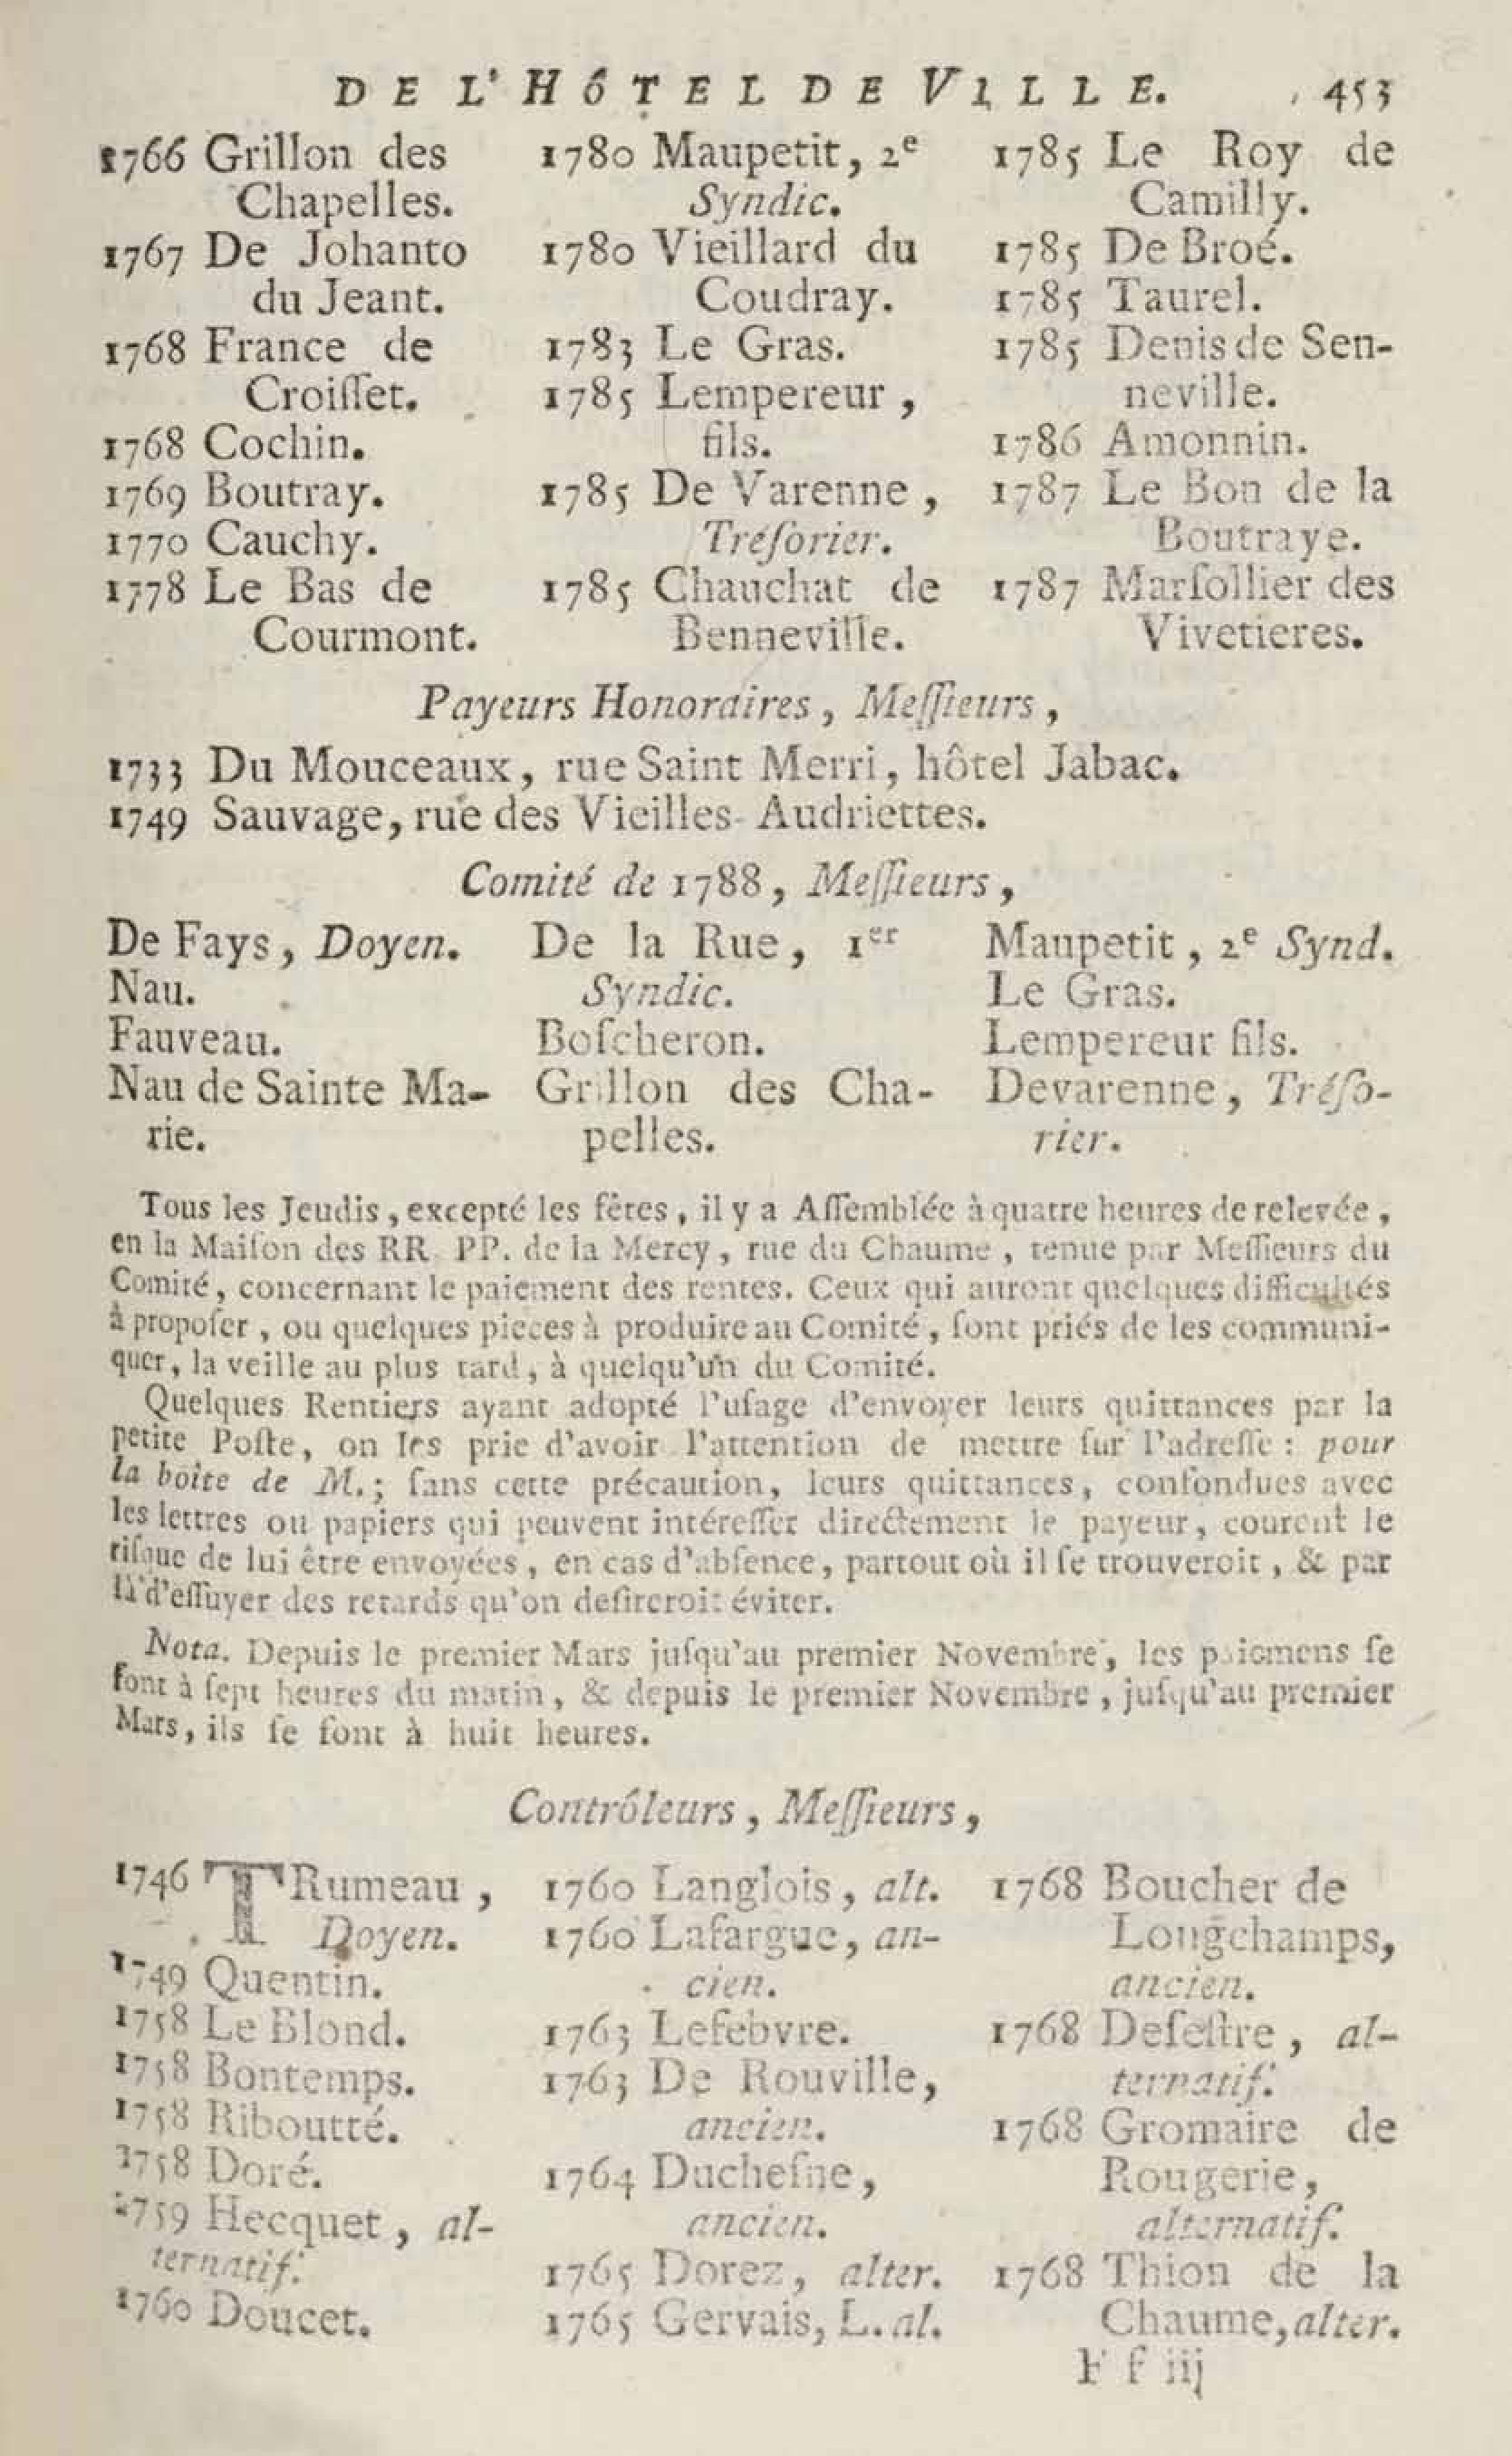 DE L'HÔTEL DE VILLE. 453
1766 Grillon des
Chapelles.
1767 De Johanto
du Jeant.
1768 France de
Croiſſet.
1768 Cochin.
1769 Boutray.
1770 Cauchy.
1778 Le Bas de
Courmont.
1780 Maupetit, 2e
Syndic.
1780 Vieillard du
Coudray.
1783 Le Gras.
1785 Lempereur,
fils.
1785 De Varenne,
Tréſorier.
1785 Chauchat de
Benneville.
1785 Le Roy de
Camilly.
1785 De Broé.
1785 Taurel.
1785 Denis de Sen-
neville.
1786 Amonnin.
1787 Le Bon de la
Boutraye.
1787 Marſollier des
Vivetieres.
Payeurs Honoraires, Meſſieurs,
1733 Du Mouceaux, rue Saint Merri, hôtel Jabac.
1749 Sauvage, rue des Vieilles-Audriettes.
Comité de 1788, Meſſieurs,
De Fays, Doyen.
Nau.
Fauveau.
Nau de Sainte Ma-
rie.
De la Rue, 1er
Syndic.
Boſcheron.
Grillon des Cha-
pelles.
Maupetit, 2e Synd.
Le Gras.
Lempereur fils.
Devarenne, Tréſo-
rier.
Tous les Jeudis, excepté les fêtes, il y a Aſſemblée à quatre heures de relevée,
en la Maiſon des RR. PP. de la Mercy, rue du Chaume, tenue par Meſſieurs du
Comité, concernant le paiement des rentes. Ceux qui auront quelques difficultés
à propoſer, ou quelques pieces à produire au Comité, ſont priés de les communi-
quer, la veille au plus tard, à quelqu'un du Comité.
Quelques Rentiers ayant adopté l'uſage d'envoyer leurs quittances par la
petite Poſte, on les prie d'avoir l'attention de mettre ſur l'adreſſe : pour
la boîte de M.; ſans cette précaution, leurs quittances, confondues avec
les lettres ou papiers qui peuvent intéreſſer directement le payeur, courent le
riſque de lui être envoyées, en cas d'abſence, partout où il ſe trouveroit, & par
là d'eſſuyer des retards qu'on deſireroit éviter.
Nota. Depuis le premier Mars juſqu'au premier Novembre, les paiemens ſe
font à ſept heures du matin, & depuis le premier Novembre, juſqu'au premier
Mars, ils ſe font à huit heures.
Contrôleurs, Meſſieurs,
1746 TRumeau,
Doyen.
1749 Quentin.
1758 Le Blond.
1758 Bontemps.
1758 Riboutté.
1758 Doré.
1759 Hecquet, al-
ternatif.
1760 Doucet.
1760 Langlois, alt.
1760 Lafargue, an-
cien.
1763 Lefebvre.
1763 De Rouville,
ancien.
1764 Ducheſne,
ancien.
1765 Dorez, alter.
1765 Gervais, L. al.
1768 Boucher de
Longchamps,
ancien.
1768 Deſeſtre, al-
ternatif.
1768 Gromaire de
Rougerie,
alternatif.
1768 Thion de la
Chaume, alter.
F f iij